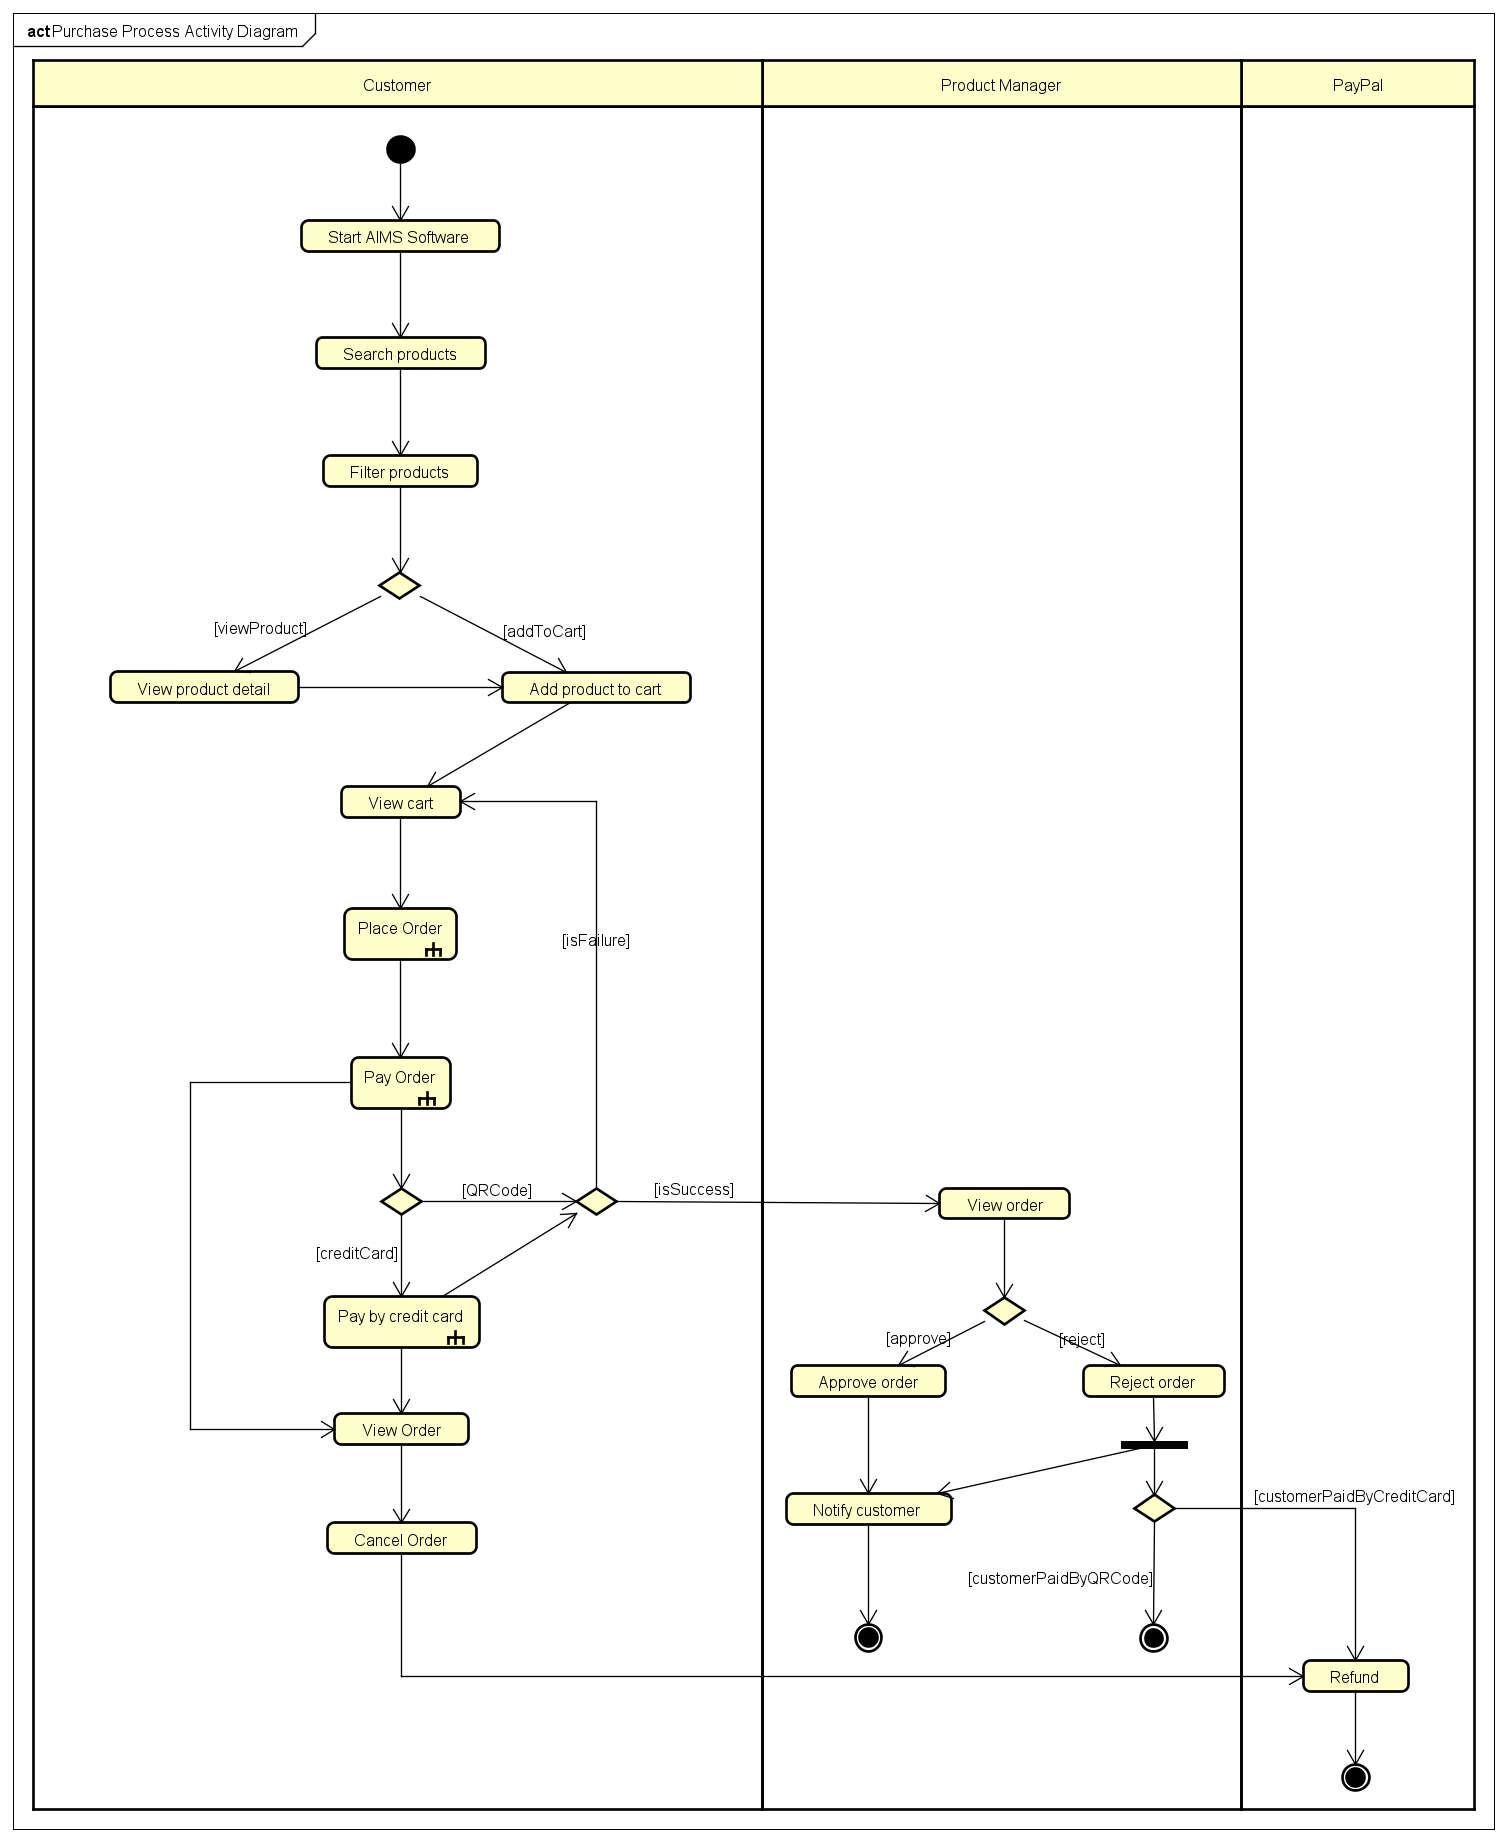 act Purchase Process Activity Diagram
Customer
Product Manager
PayPal
Start AIMS Software
Search products
Filter products
[viewProduct]
[addToCart]
View product detail
Add product to cart
View cart
Place Order
[isFailure]
Pay Order
[QRCode]
[isSuccess]
View order
[creditCard]
Pay by credit card
[approve]
[reject]
Approve order
Reject order
View Order
[customerPaidByCreditCard]
Notify customer
Cancel Order
[customerPaidByQRCode]
Refund